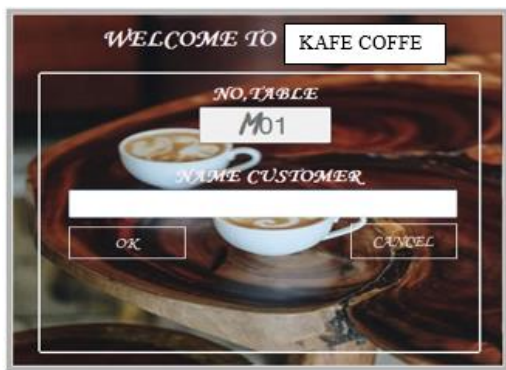 WELCOME TO KAFE COFFE
NO,TABLE
M01
NAME CUSTOMER
OK CANCEL